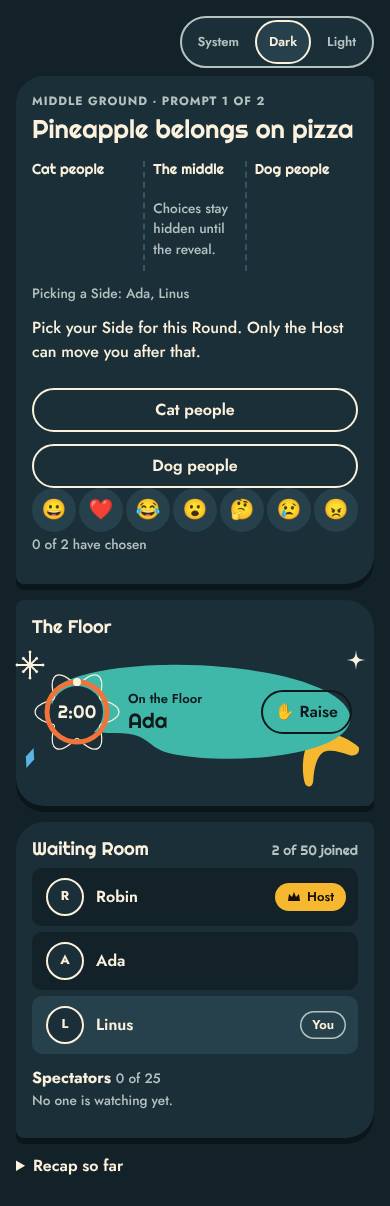 System Dark Light
MIDDLE GROUND · PROMPT 1 OF 2
Pineapple belongs on pizza
Cat people
The middle
Dog people
Choices stay
hidden until
the reveal.
Picking a Side: Ada, Linus
Pick your Side for this Round. Only the Host
can move you after that.
Cat people
Dog people
0 of 2 have chosen
The Floor
2:00
On the Floor
Ada
Raise
Waiting Room
2 of 50 joined
R Robin Host
A Ada
L Linus You
Spectators 0 of 25
No one is watching yet.
Recap so far